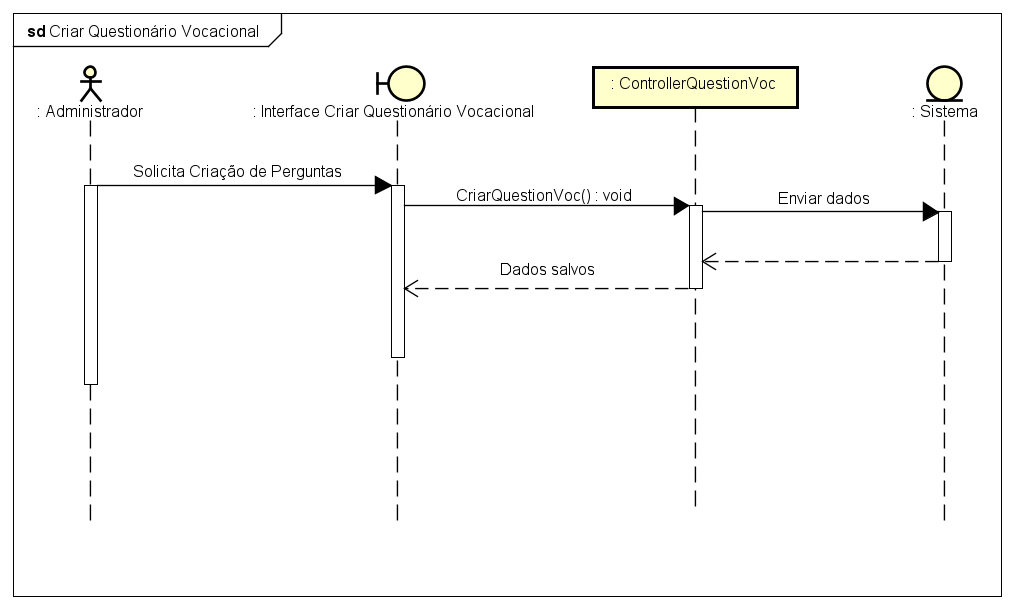 sd Criar Questionário Vocacional
: Administrador
: Interface Criar Questionário Vocacional
: ControllerQuestionVoc
: Sistema
Solicita Criação de Perguntas
CriarQuestionVoc() : void
Enviar dados
Dados salvos